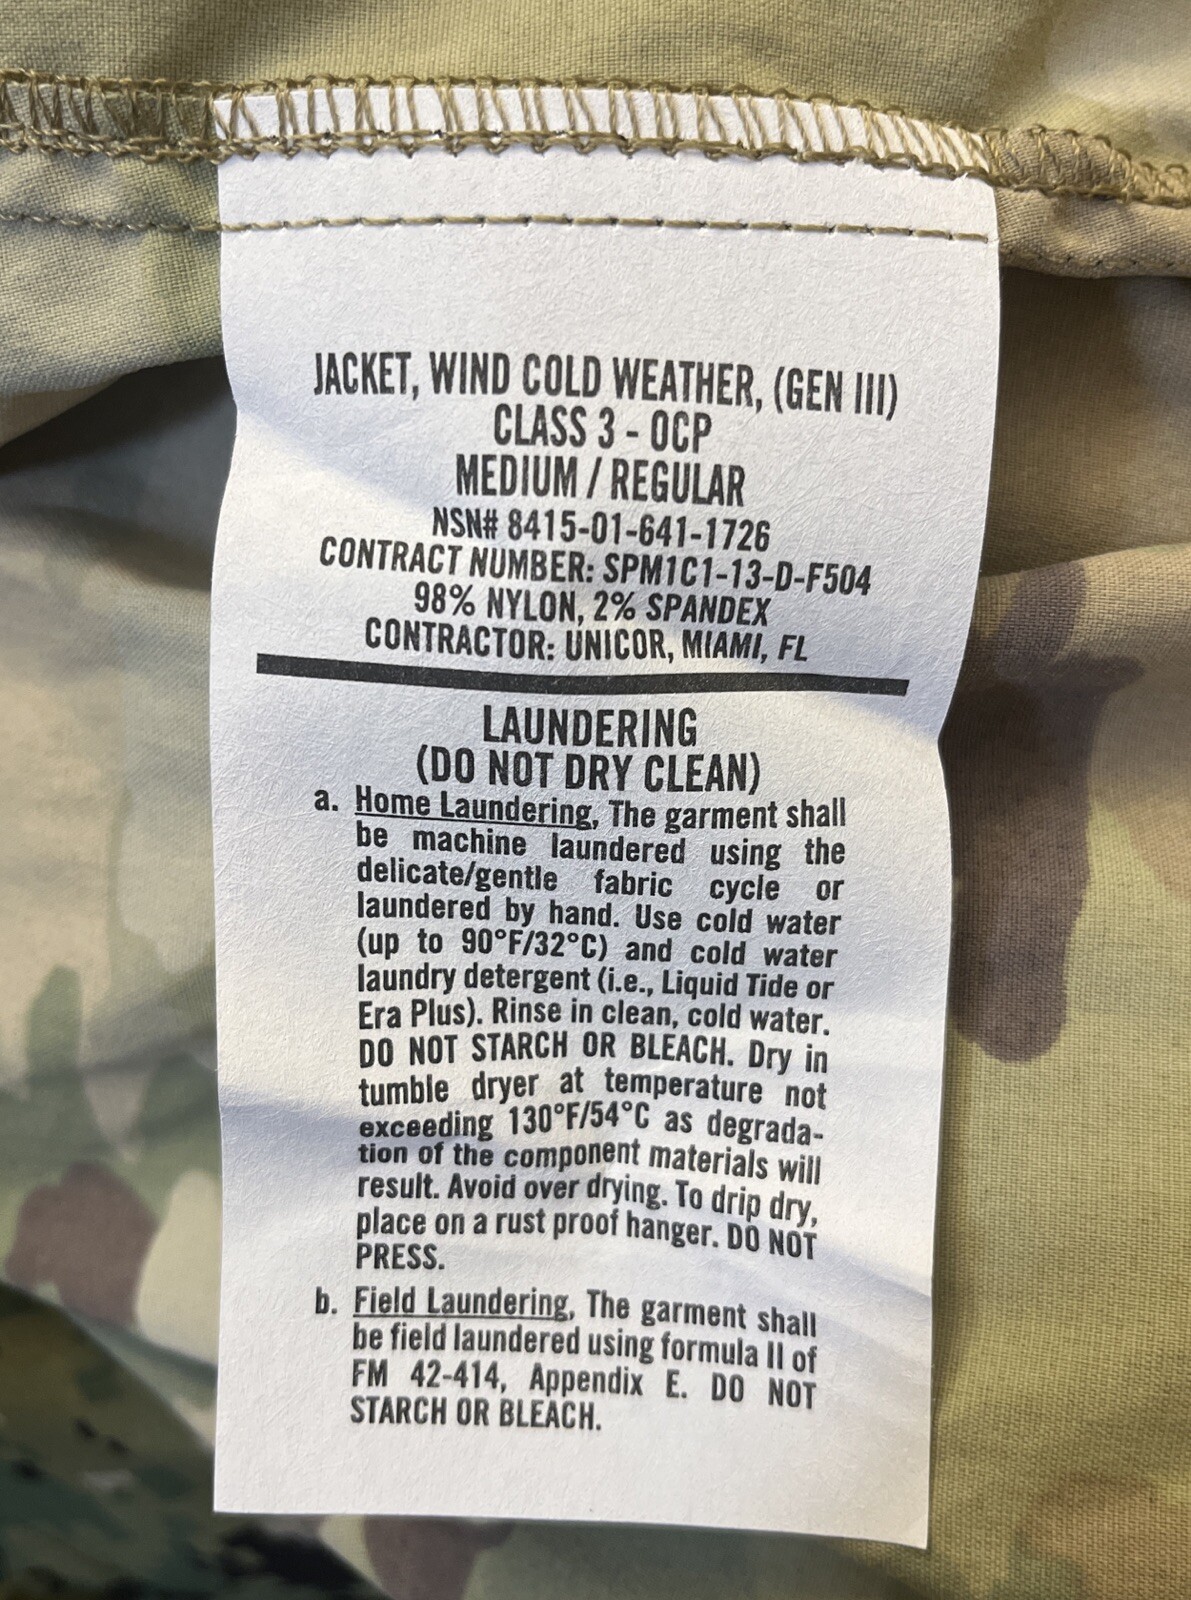 JACKET, WIND COLD WEATHER, (GEN III)
CLASS 3 - OCP
MEDIUM / REGULAR
NSN# 8415-01-641-1726
CONTRACT NUMBER: SPM1C1-13-D-F504
98% NYLON, 2% SPANDEX
CONTRACTOR: UNICOR, MIAMI, FL
LAUNDERING
(DO NOT DRY CLEAN)
a. Home Laundering, The garment shall
be machine laundered using the
delicate/gentle fabric cycle or
laundered by hand. Use cold water
(up to 90°F/32°C) and cold water
laundry detergent (i.e., Liquid Tide or
Era Plus). Rinse in clean, cold water.
DO NOT STARCH OR BLEACH. Dry in
tumble dryer at temperature not
exceeding 130°F/54°C as degrada-
tion of the component materials will
result. Avoid over drying. To drip dry,
place on a rust proof hanger. DO NOT
PRESS.
b. Field Laundering, The garment shall
be field laundered using formula II of
FM 42-414, Appendix E. DO NOT
STARCH OR BLEACH.